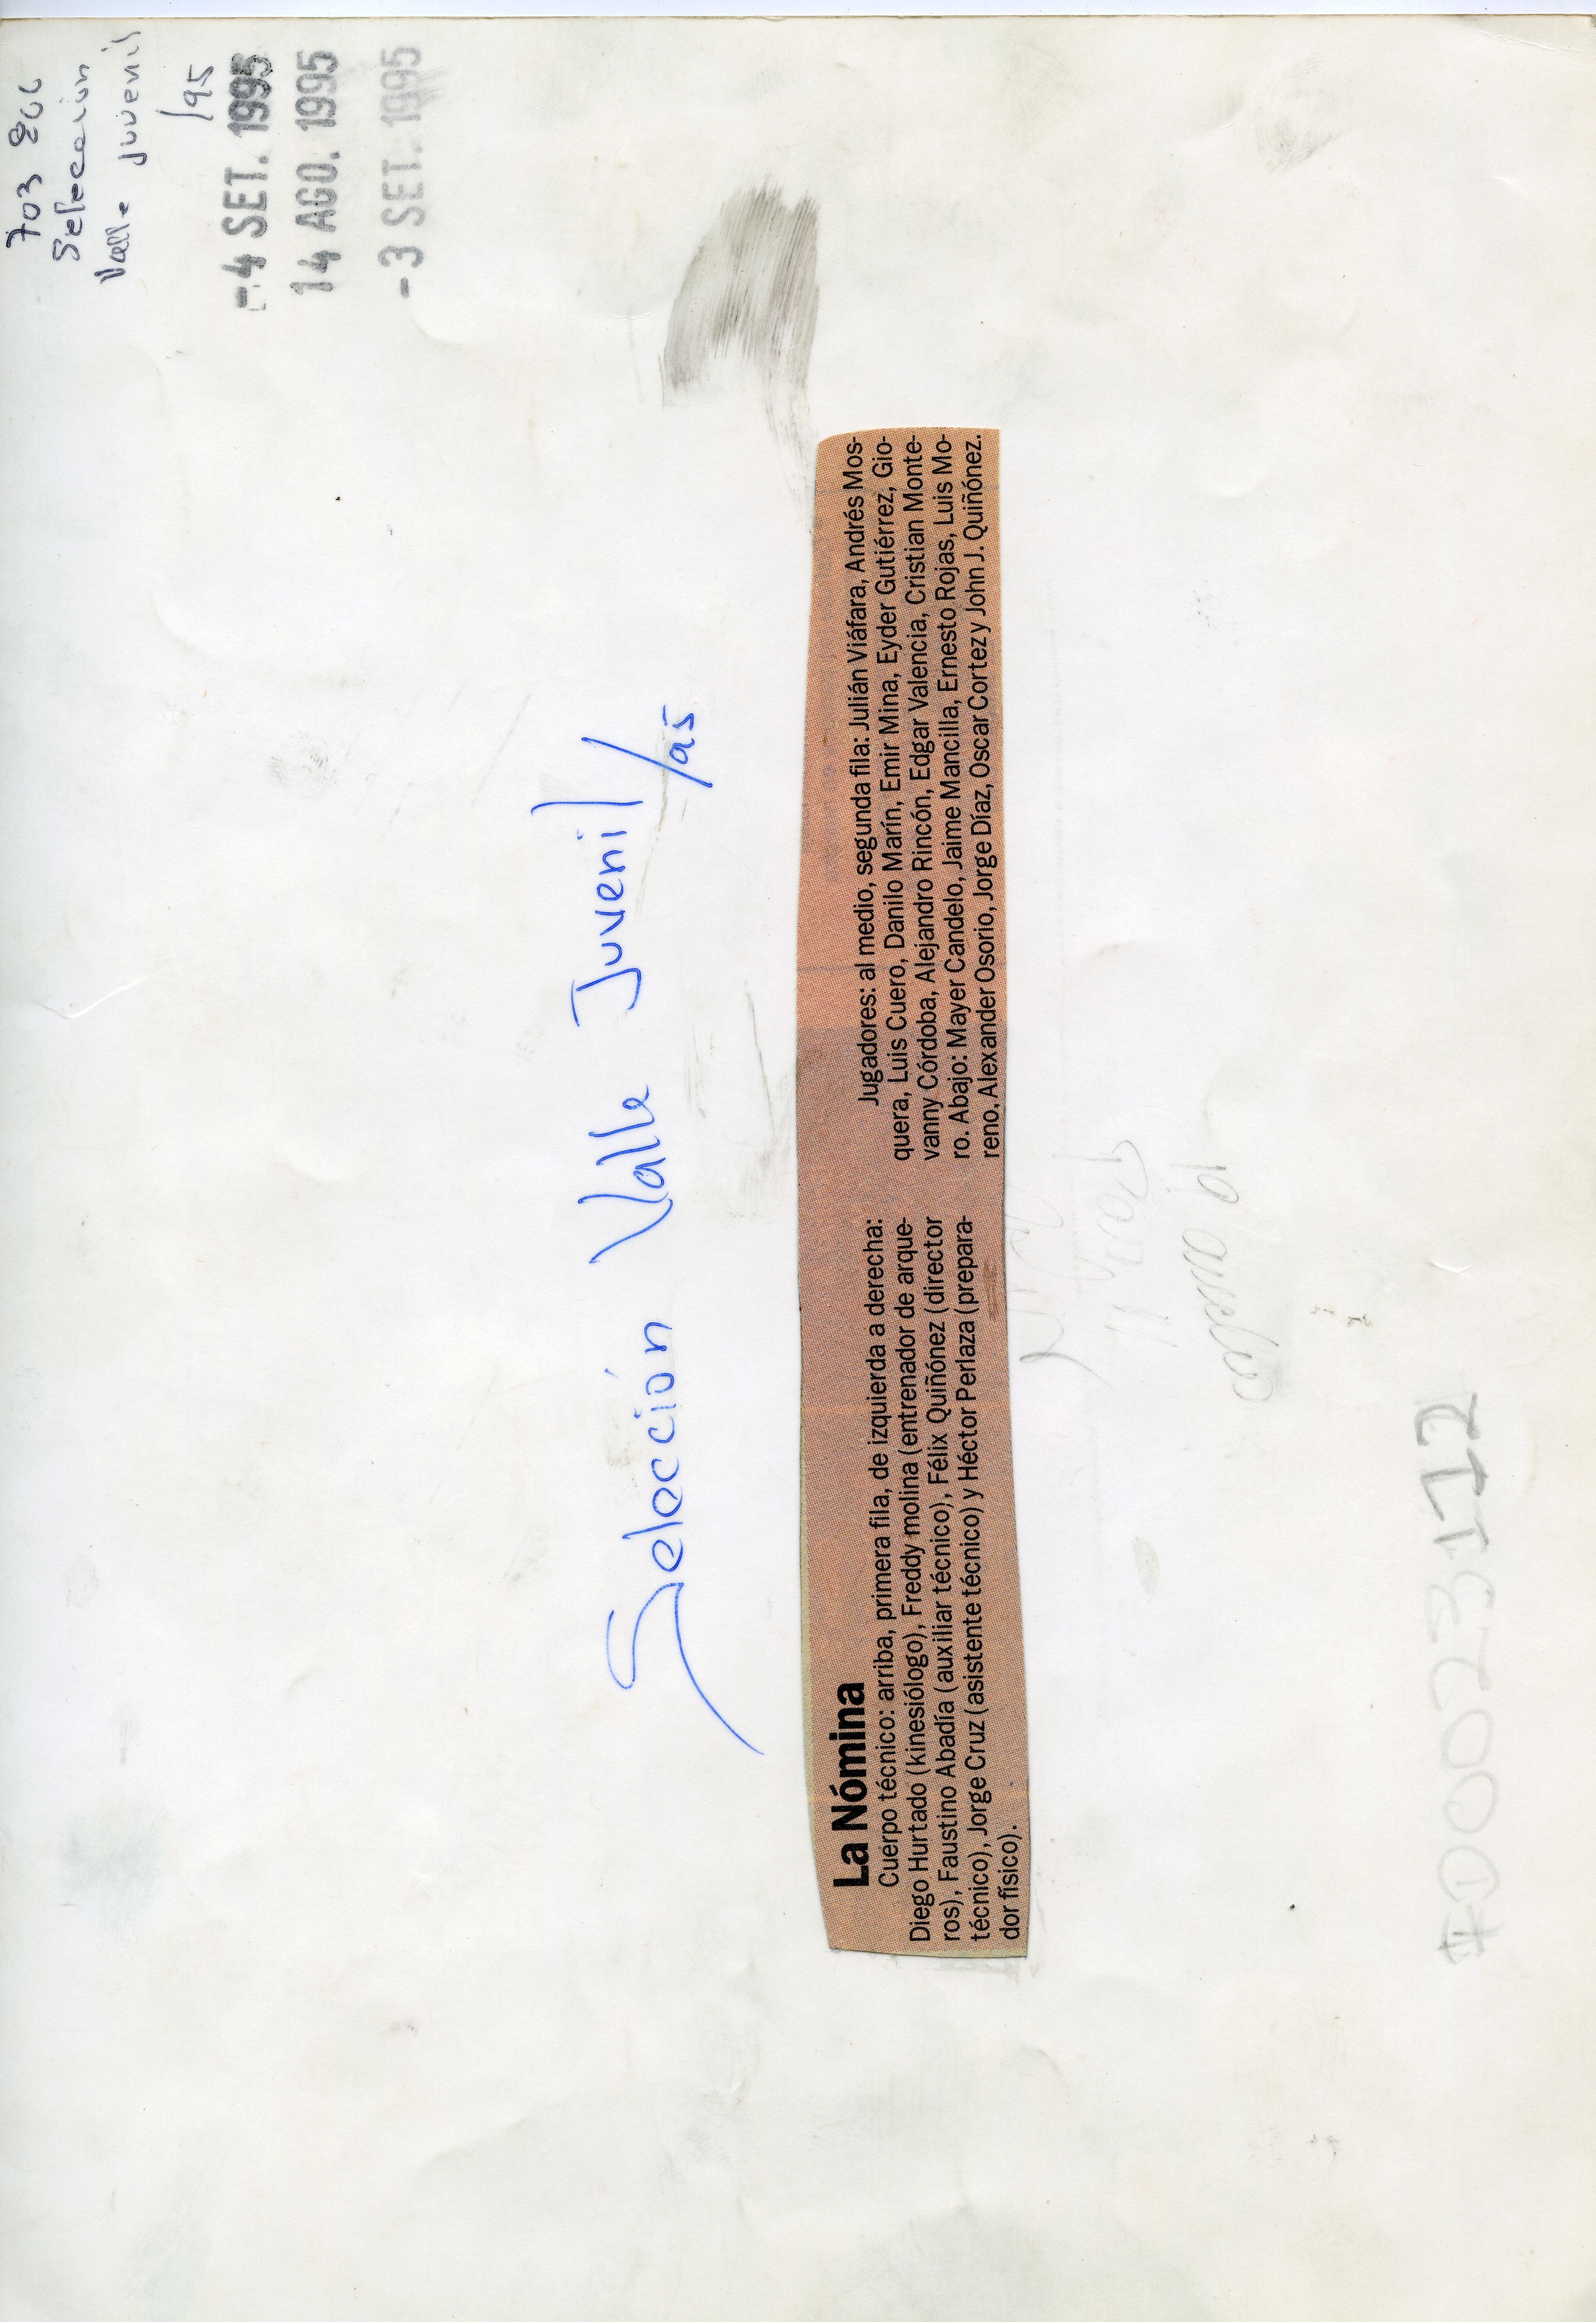 703 866
Selección
Valle juvenil
/95
-4 SET. 1995
14 AGO. 1995
-3 SET. 1995
Selección Valle Juvenil /95
La Nómina
Cuerpo técnico: arriba, primera fila, de izquierda a derecha:
Diego Hurtado (kinesiólogo), Freddy molina (entrenador de arque-
ros), Faustino Abadía (auxiliar técnico), Félix Quiñónez (director
técnico), Jorge Cruz (asistente técnico) y Héctor Perlaza (prepara-
dor físico).
Jugadores: al medio, segunda fila: Julián Viáfara, Andrés Mos-
quera, Luis Cuero, Danilo Marín, Emir Mina, Eyder Gutiérrez, Gio-
vanny Córdoba, Alejandro Rincón, Edgar Valencia, Cristian Monte-
ro. Abajo: Mayer Candelo, Jaime Mancilla, Ernesto Rojas, Luis Mo-
reno, Alexander Osorio, Jorge Díaz, Oscar Cortez y John J. Quiñónez.
#D0023112